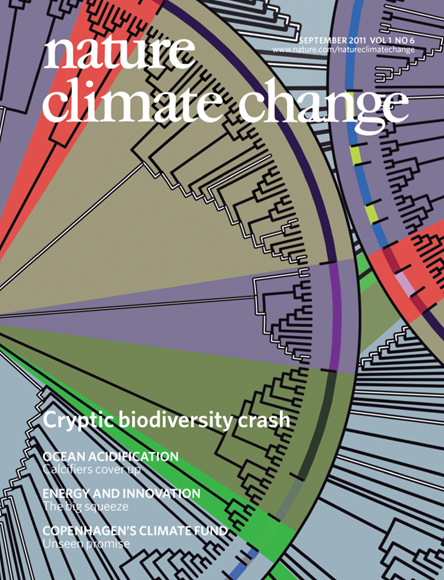 nature
SEPTEMBER 2011 VOL 1 NO 6
www.nature.com/natureclimatechange
climate change
Cryptic biodiversity crash
OCEAN ACIDIFICATION
Calcifiers cover up
ENERGY AND INNOVATION
The big squeeze
COPENHAGEN'S CLIMATE FUND
Unseen promise